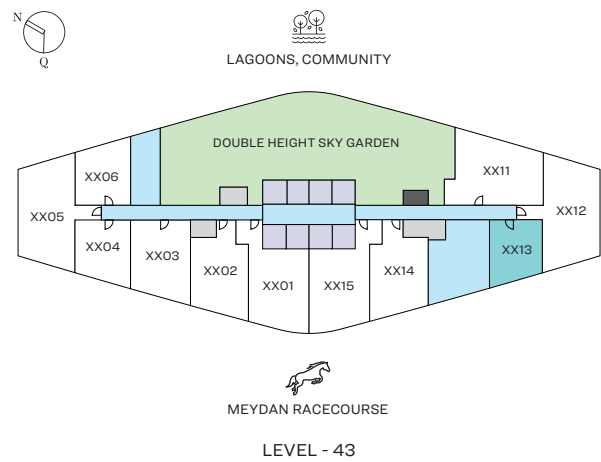 N
Q
LAGOONS, COMMUNITY
DOUBLE HEIGHT SKY GARDEN
XX06
XX11
XX05
XX12
XX04
XX03
XX02
XX01
XX15
XX14
XX13
MEYDAN RACECOURSE
LEVEL - 43